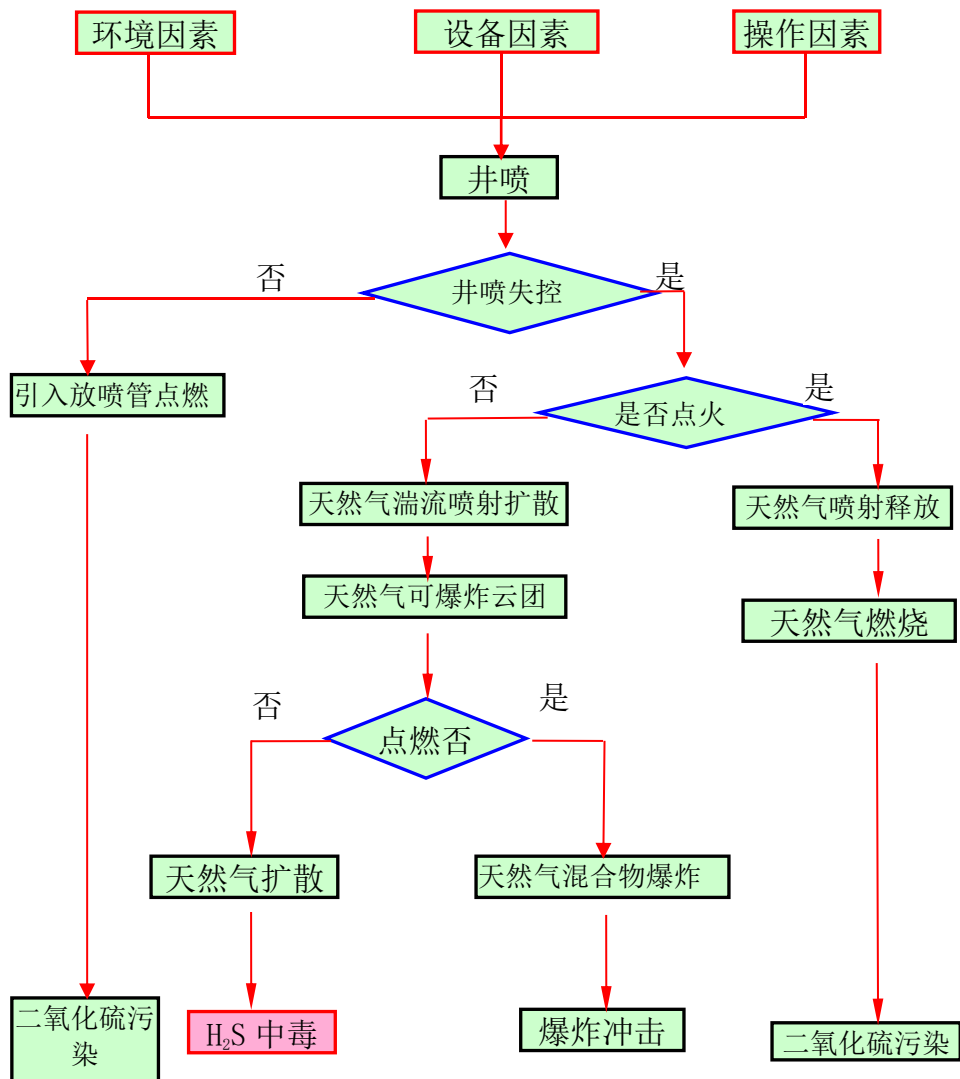 环境因素
设备因素
操作因素
井喷
否
是
井喷失控
引入放喷管点燃
否
是
是否点火
天然气湍流喷射扩散
天然气喷射释放
天然气可爆炸云团
天然气燃烧
否
是
点燃否
天然气扩散
天然气混合物爆炸
二氧化硫污
染
H₂S 中毒
爆炸冲击
二氧化硫污染